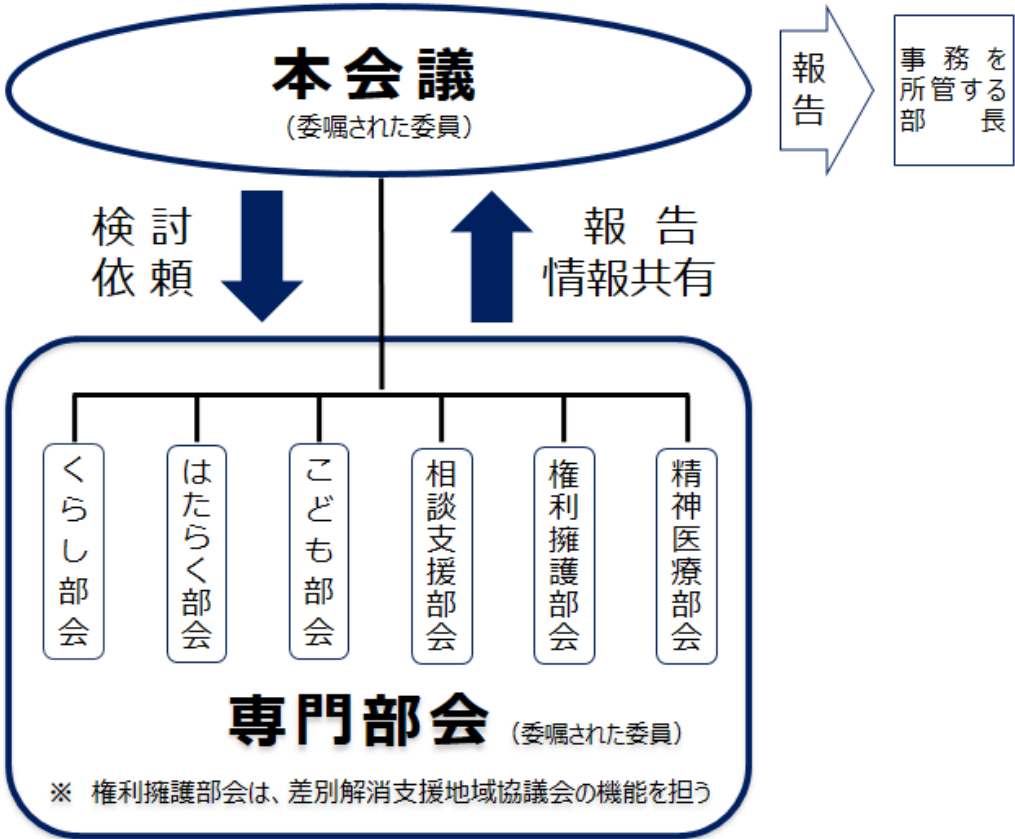 本会議
（委嘱された委員）
報告
事務を
所管する
部長
検討
依頼
報告
情報共有
くらし部会
はたらく部会
こども部会
相談支援部会
権利擁護部会
精神医療部会
専門部会（委嘱された委員）
※ 権利擁護部会は、差別解消支援地域協議会の機能を担う